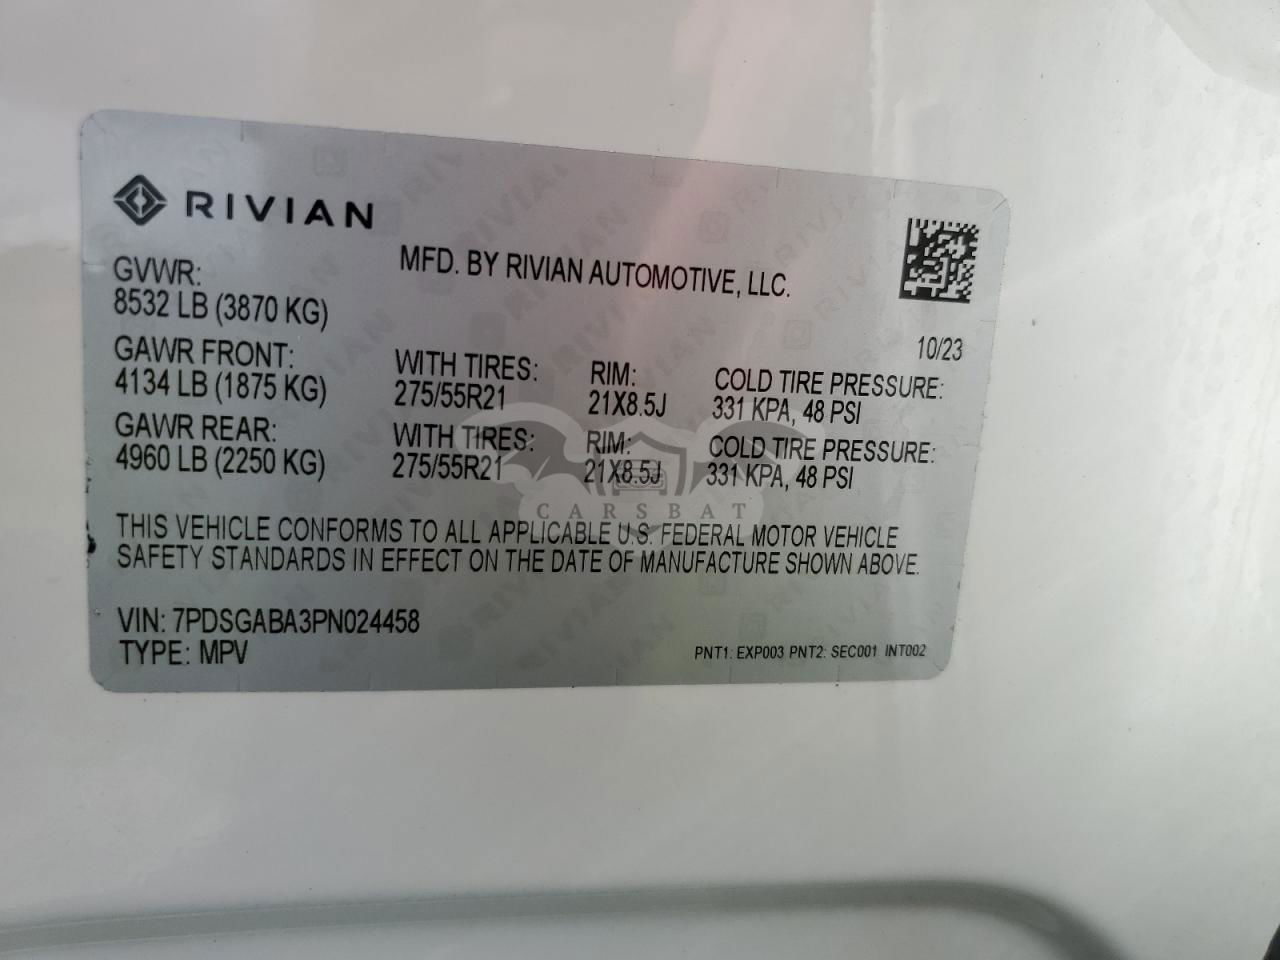 RIVIAN
MFD. BY RIVIAN AUTOMOTIVE, LLC.
GVWR:
8532 LB (3870 KG)
10/23
GAWR FRONT: WITH TIRES: RIM: COLD TIRE PRESSURE:
4134 LB (1875 KG) 275/55R21 21X8.5J 331 KPA, 48 PSI
GAWR REAR: WITH TIRES: RIM: COLD TIRE PRESSURE:
4960 LB (2250 KG) 275/55R21 21X8.5J 331 KPA, 48 PSI
CARSBAT
THIS VEHICLE CONFORMS TO ALL APPLICABLE U.S. FEDERAL MOTOR VEHICLE
SAFETY STANDARDS IN EFFECT ON THE DATE OF MANUFACTURE SHOWN ABOVE.
VIN: 7PDSGABA3PN024458
TYPE: MPV
PNT1: EXP003 PNT2: SEC001 INT002